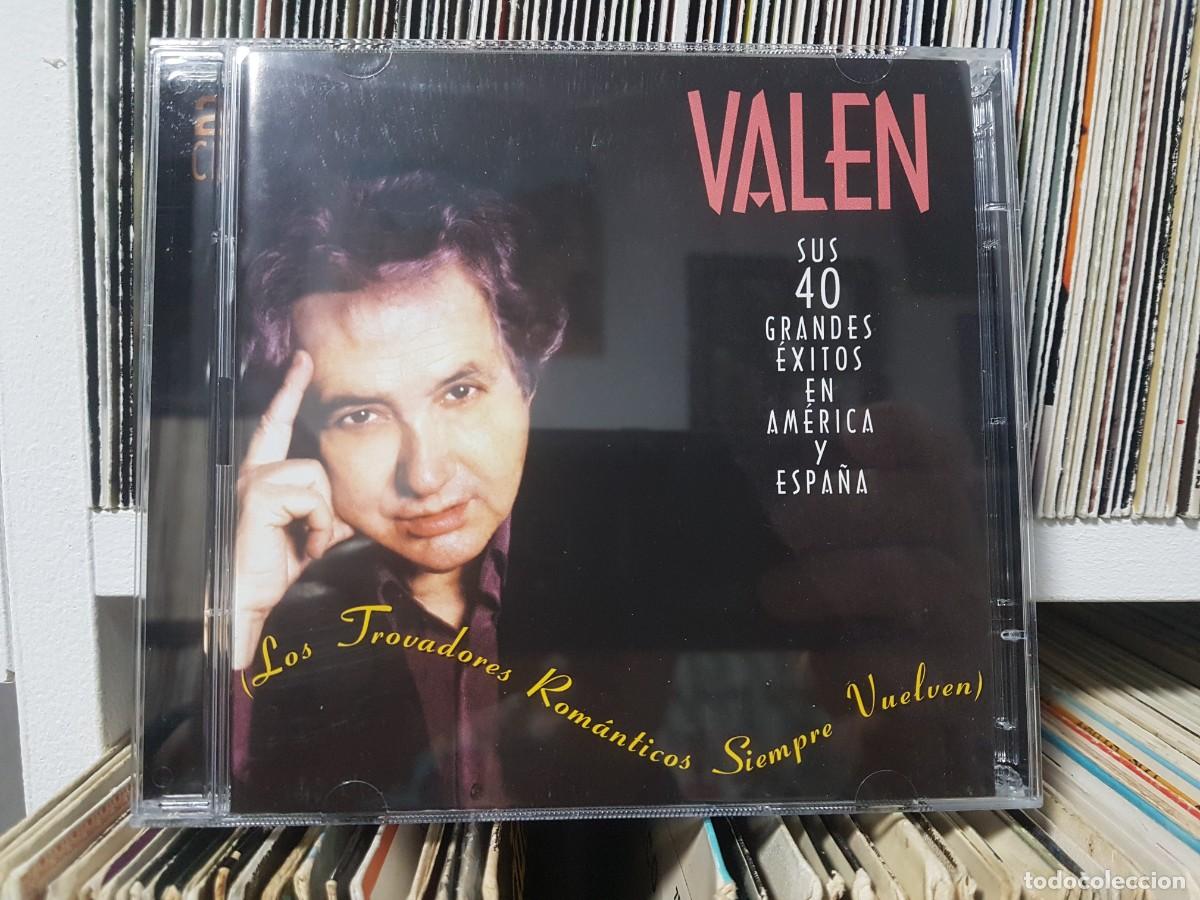 VALEN
SUS
40
GRANDES
ÉXITOS
EN
AMÉRICA
Y
ESPAÑA
(Los Trovadores Románticos Siempre Vuelven)
todocoleccion